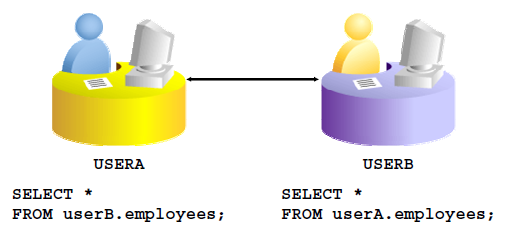 USERA
USERB
SELECT *
FROM userB.employees;
SELECT *
FROM userA.employees;